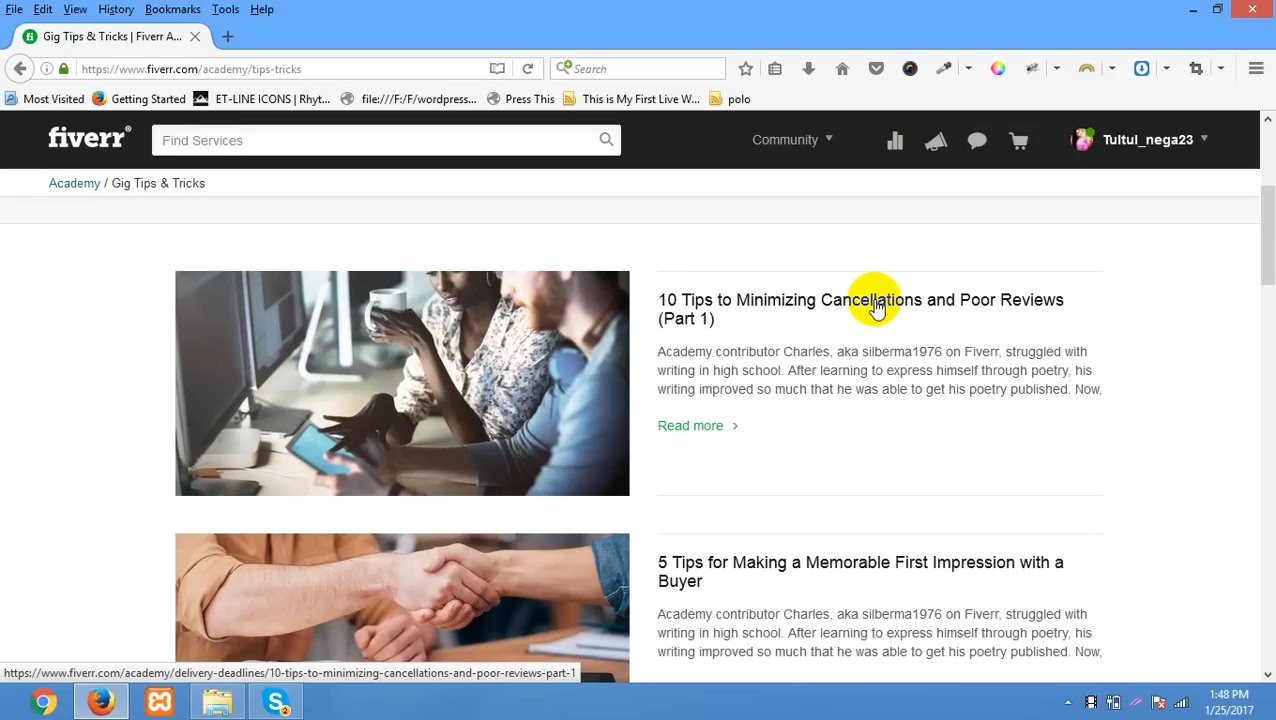 File Edit View History Bookmarks Tools Help
Gig Tips & Tricks | Fiverr A...
https://www.fiverr.com/academy/tips-tricks
Search
Most Visited Getting Started ET-LINE ICONS | Rhyt... file:///F:/F/wordpress... Press This This is My First Live W... polo
fiverr®
Find Services
Community
Tultul_nega23
Academy / Gig Tips & Tricks
10 Tips to Minimizing Cancellations and Poor Reviews
(Part 1)
Academy contributor Charles, aka silberma1976 on Fiverr, struggled with
writing in high school. After learning to express himself through poetry, his
writing improved so much that he was able to get his poetry published. Now,
Read more >
5 Tips for Making a Memorable First Impression with a
Buyer
Academy contributor Charles, aka silberma1976 on Fiverr, struggled with
writing in high school. After learning to express himself through poetry, his
writing improved so much that he was able to get his poetry published. Now,
https://www.fiverr.com/academy/delivery-deadlines/10-tips-to-minimizing-cancellations-and-poor-reviews-part-1
2
1:48 PM
1/25/2017